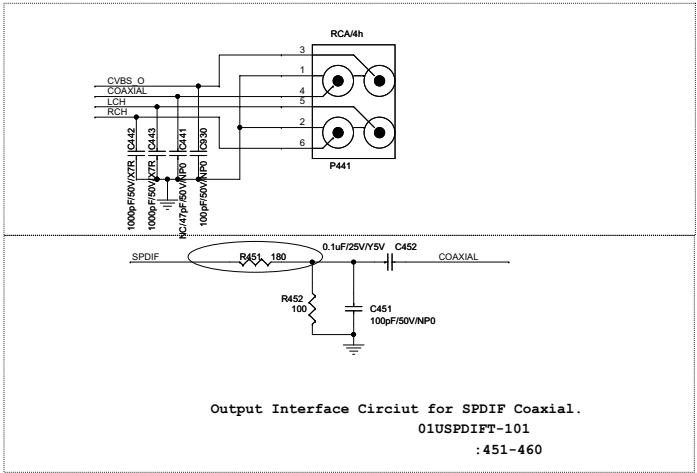 RCA/4h
3
1
CVBS_O
COAXIAL
4
LCH
5
RCH
2
6
P441
1000pF/50V/X7R C442
1000pF/50V/X7R C443
NC/47pF/50V/NP0 C441
100pF/50V/NP0 C930
0.1uF/25V/Y5V C452
SPDIF
R451 180
COAXIAL
R452
100
C451
100pF/50V/NP0
Output Interface Circiut for SPDIF Coaxial.
01USPDIFT-101
:451-460